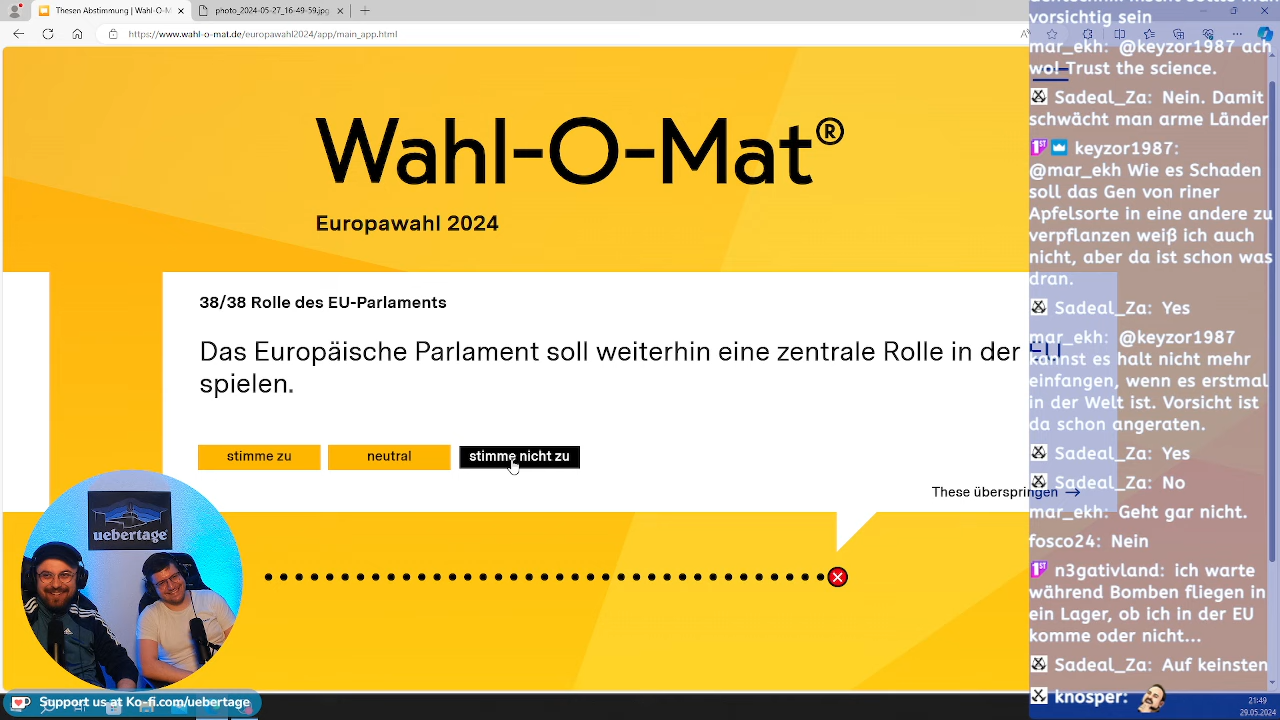 Thesen Abstimmung | Wahl-O-M
photo_2024-05-27_16-49-59.jpg
https://www.wahl-o-mat.de/europawahl2024/app/main_app.html
Wahl-O-Mat®
Europawahl 2024
38/38 Rolle des EU-Parlaments
Das Europäische Parlament soll weiterhin eine zentrale Rolle in der EU
spielen.
stimme zu
neutral
stimme nicht zu
These überspringen →
uebertage
Support us at Ko-fi.com/uebertage
vorsichtig sein
mar_ekh: @keyzor1987 ach
wo! Trust the science.
Sadeal_Za: Nein. Damit
schwächt man arme Länder
keyzor1987:
@mar_ekh Wie es Schaden
soll das Gen von riner
Apfelsorte in eine andere zu
verpflanzen weiß ich auch
nicht, aber da ist schon was
dran.
Sadeal_Za: Yes
mar_ekh: @keyzor1987
kannst es halt nicht mehr
einfangen, wenn es erstmal
in der Welt ist. Vorsicht ist
da schon angeraten.
Sadeal_Za: Yes
Sadeal_Za: No
mar_ekh: Geht gar nicht.
fosco24: Nein
n3gativland: ich warte
während Bomben fliegen in
ein Lager, ob ich in der EU
komme oder nicht...
Sadeal_Za: Auf keinsten
knosper:
21:49
29.05.2024